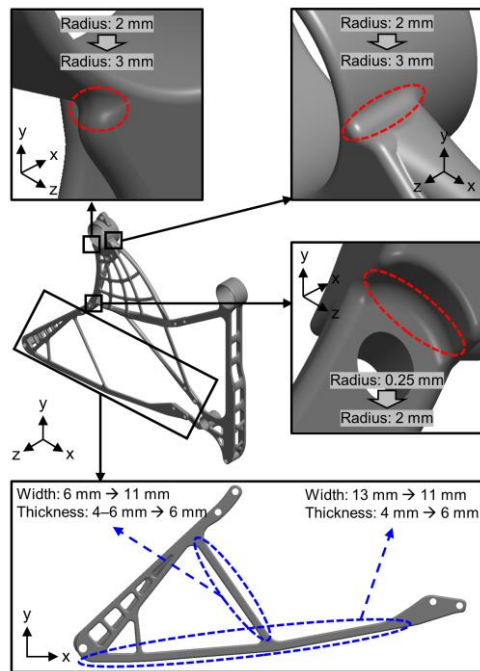 Radius: 2 mm
Radius: 3 mm
y
x
z
Radius: 2 mm
Radius: 3 mm
y
z
x
y
x
z
Radius: 0.25 mm
Radius: 2 mm
y
z
x
Width: 6 mm → 11 mm
Thickness: 4–6 mm → 6 mm
Width: 13 mm → 11 mm
Thickness: 4 mm → 6 mm
y
x